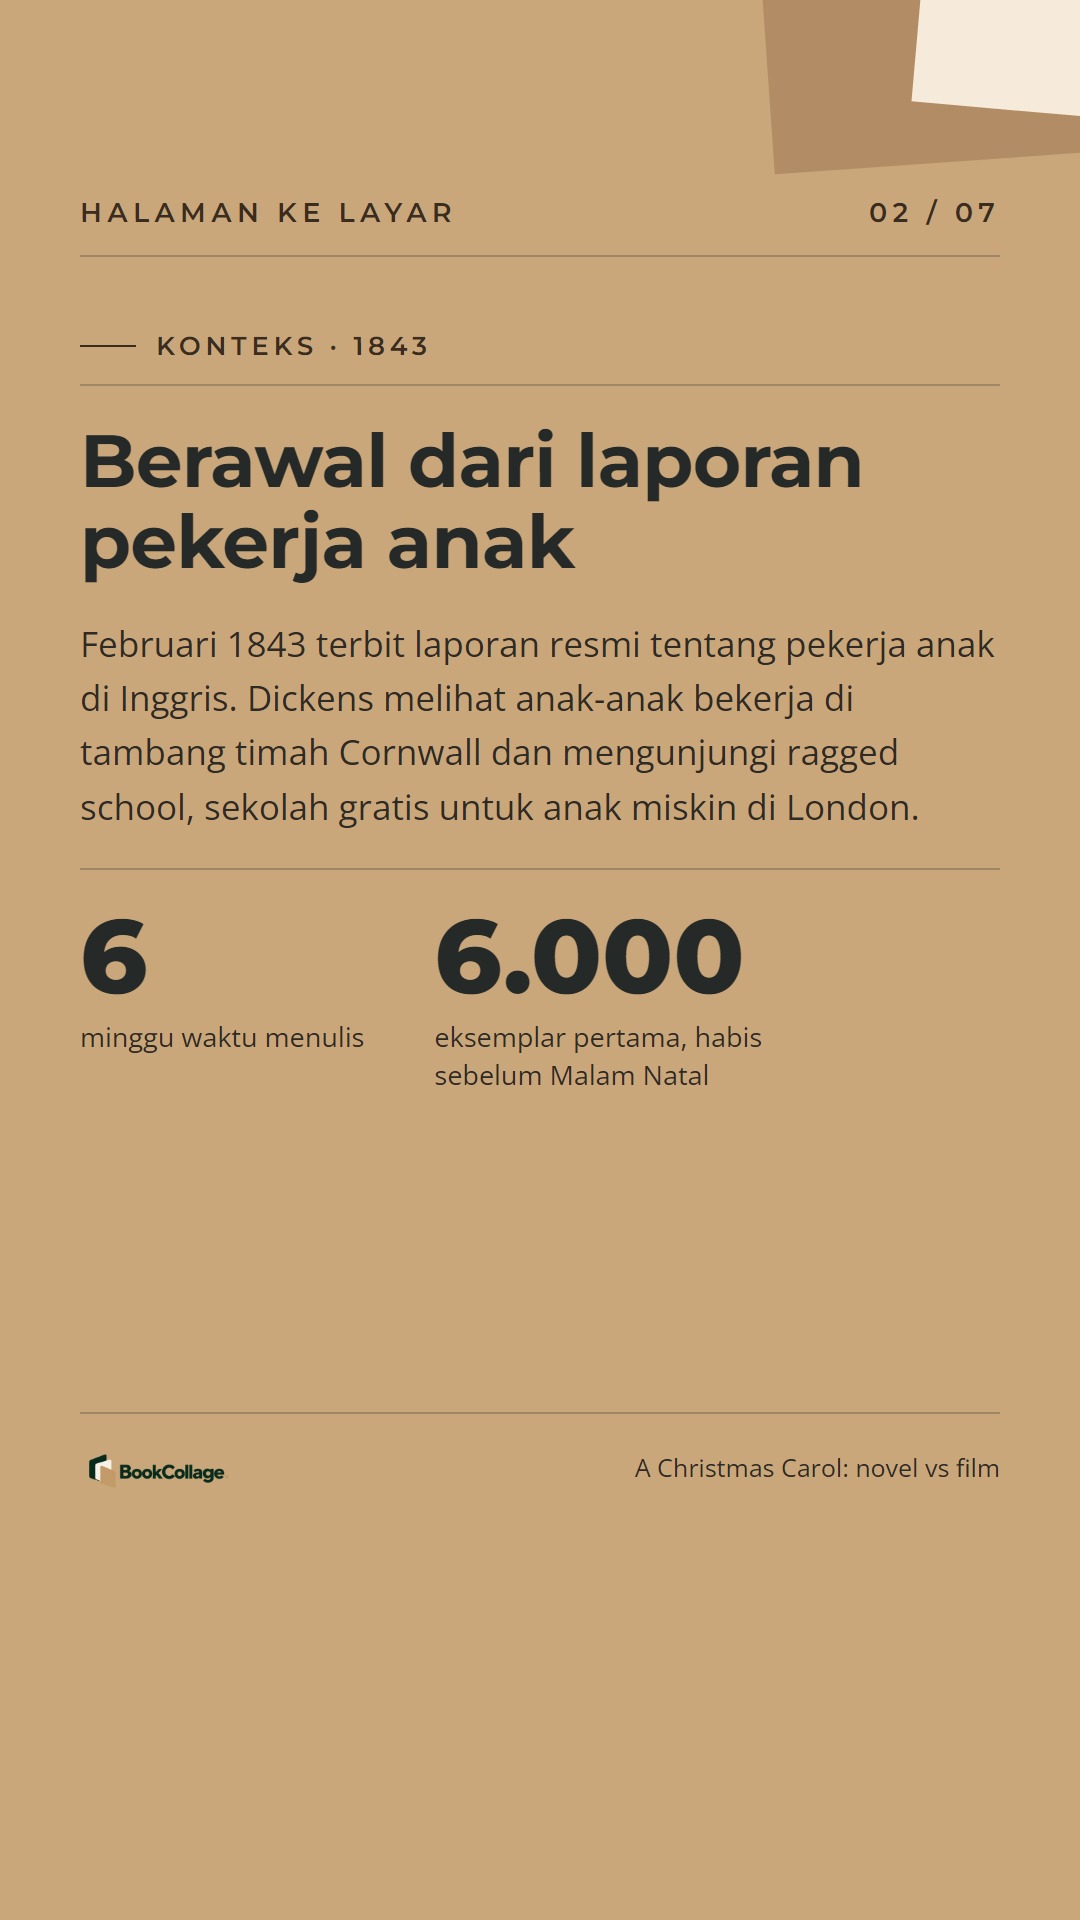 HALAMAN KE LAYAR
02 / 07
KONTEKS · 1843
Berawal dari laporan
pekerja anak
Februari 1843 terbit laporan resmi tentang pekerja anak
di Inggris. Dickens melihat anak-anak bekerja di
tambang timah Cornwall dan mengunjungi ragged
school, sekolah gratis untuk anak miskin di London.
6
minggu waktu menulis
6.000
eksemplar pertama, habis
sebelum Malam Natal
BookCollage
A Christmas Carol: novel vs film